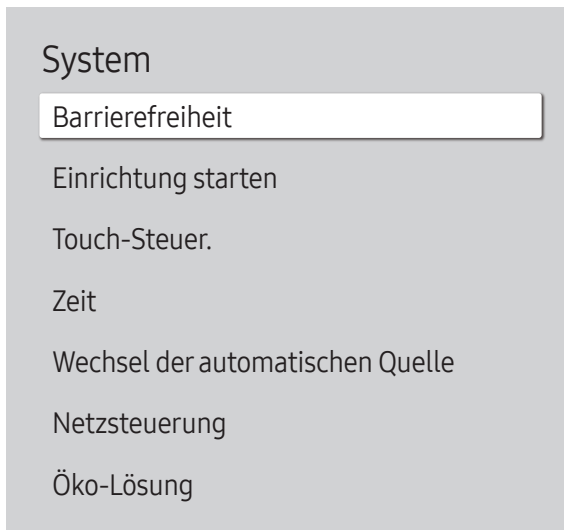 System
Barrierefreiheit
Einrichtung starten
Touch-Steuer.
Zeit
Wechsel der automatischen Quelle
Netzsteuerung
Öko-Lösung